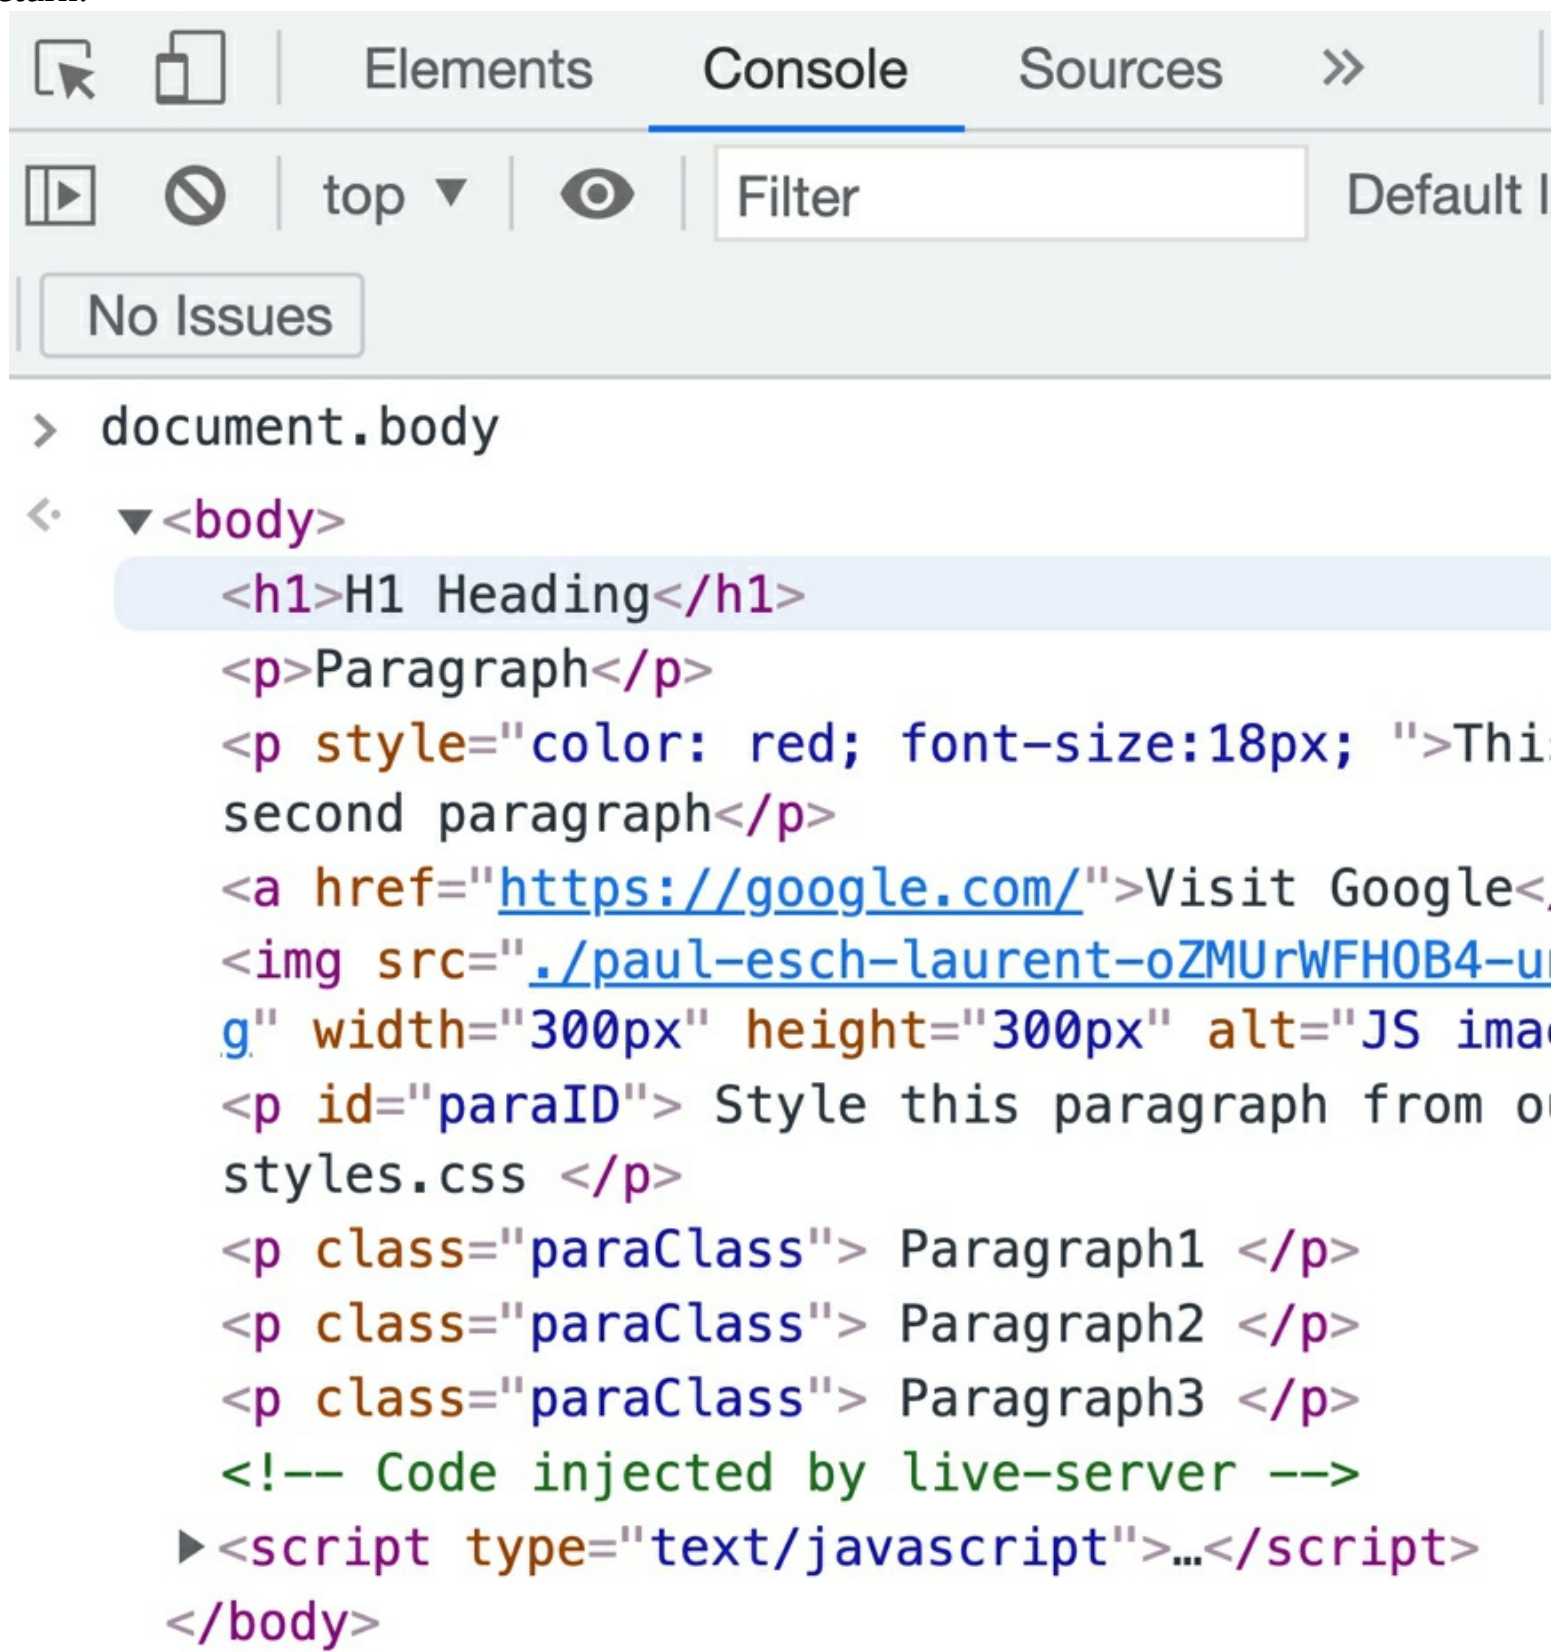 Elements Console Sources »
top ▼ Filter Default
No Issues
> document.body
<body>
<h1>H1 Heading</h1>
<p>Paragraph</p>
<p style="color: red; font-size:18px; ">
second paragraph</p>
<a href="https://google.com/">Visit Google<
<img src="./paul-esch-laurent-oZMUrWFHOB4-
g" width="300px" height="300px" alt="JS
<p id="paraID"> Style this paragraph from
styles.css </p>
<p class="paraClass"> Paragraph1 </p>
<p class="paraClass"> Paragraph2 </p>
<p class="paraClass"> Paragraph3 </p>
<!-- Code injected by live-server -->
<script type="text/javascript">…</script>
</body>